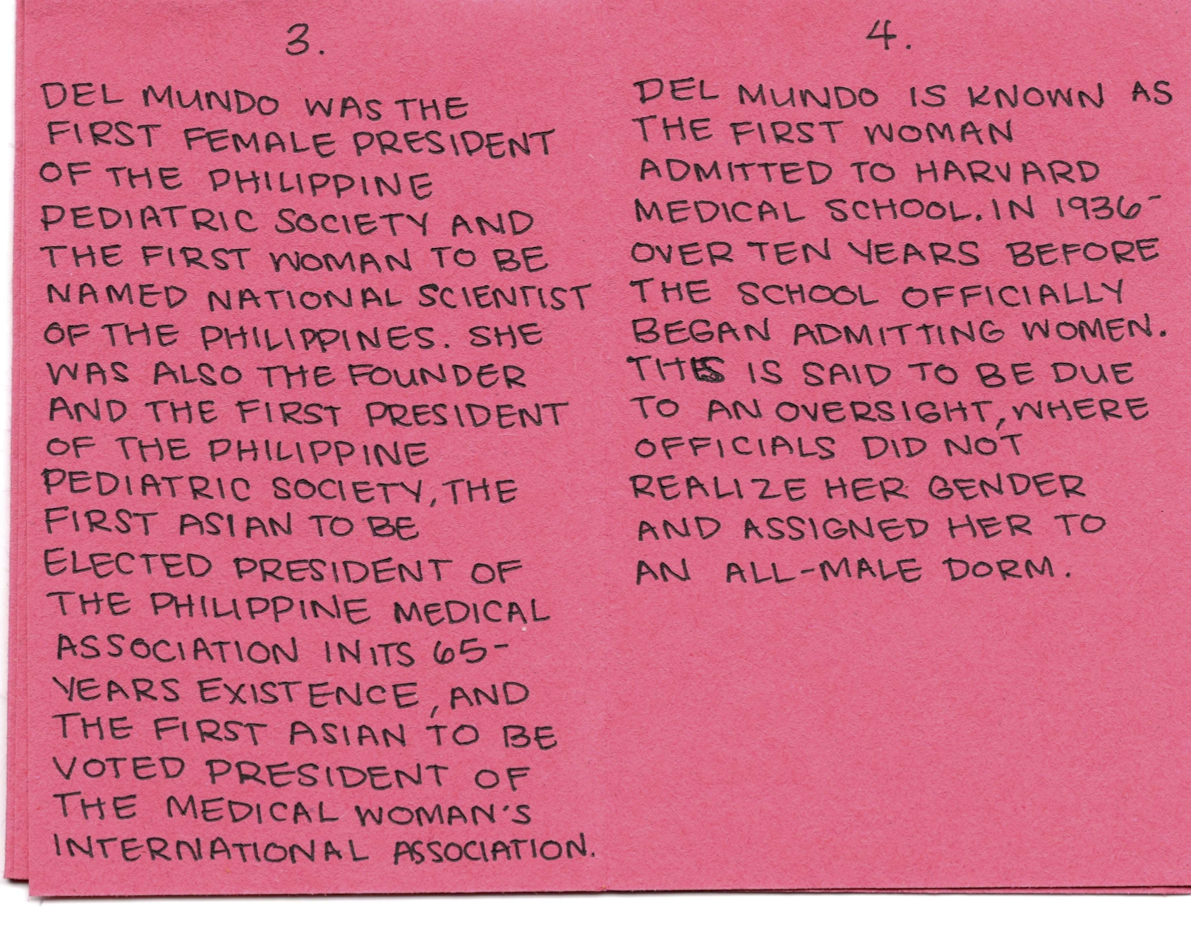 3.
DEL MUNDO WAS THE
FIRST FEMALE PRESIDENT
OF THE PHILIPPINE
PEDIATRIC SOCIETY AND
THE FIRST WOMAN TO BE
NAMED NATIONAL SCIENTIST
OF THE PHILIPPINES. SHE
WAS ALSO THE FOUNDER
AND THE FIRST PRESIDENT
OF THE PHILIPPINE
PEDIATRIC SOCIETY, THE
FIRST ASIAN TO BE
ELECTED PRESIDENT OF
THE PHILIPPINE MEDICAL
ASSOCIATION IN ITS 65-
YEARS EXISTENCE, AND
THE FIRST ASIAN TO BE
VOTED PRESIDENT OF
THE MEDICAL WOMAN'S
INTERNATIONAL ASSOCIATION.
4.
DEL MUNDO IS KNOWN AS
THE FIRST WOMAN
ADMITTED TO HARVARD
MEDICAL SCHOOL. IN 1936-
OVER TEN YEARS BEFORE
THE SCHOOL OFFICIALLY
BEGAN ADMITTING WOMEN.
THIS IS SAID TO BE DUE
TO AN OVERSIGHT, WHERE
OFFICIALS DID NOT
REALIZE HER GENDER
AND ASSIGNED HER TO
AN ALL-MALE DORM.